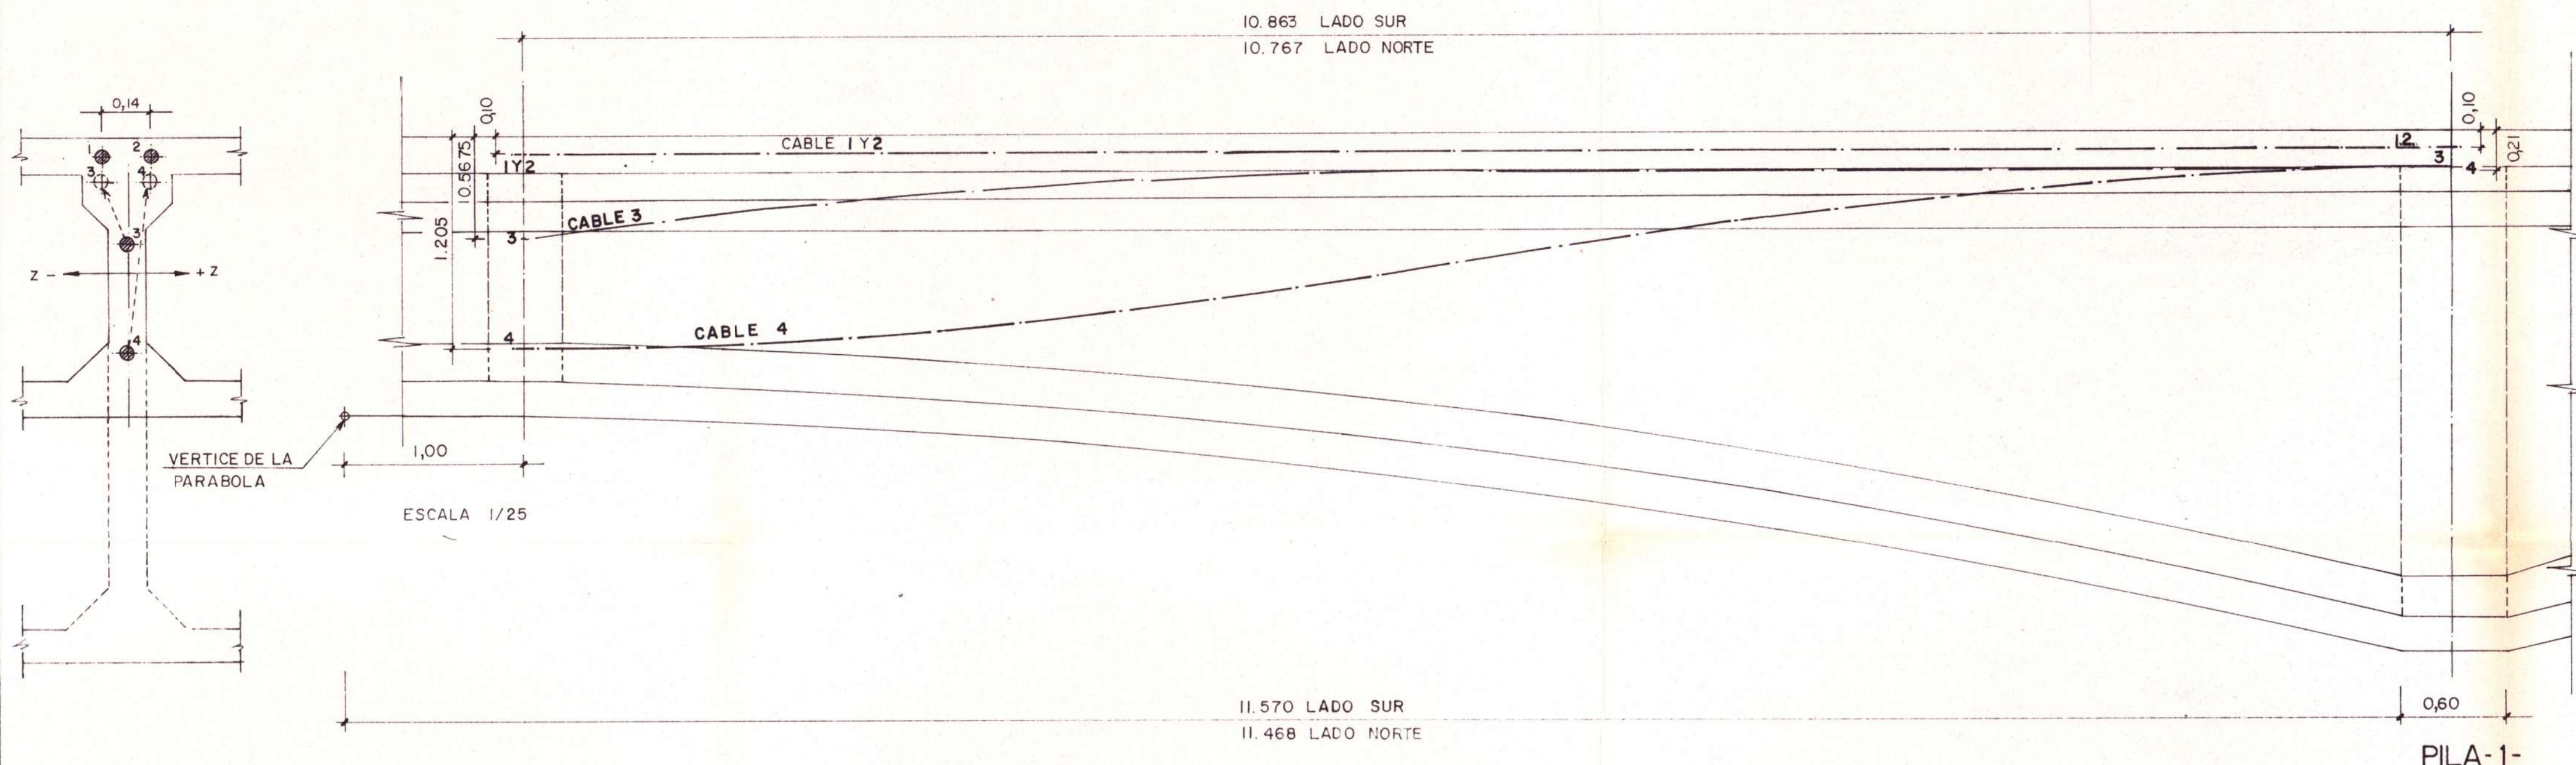 10.863 LADO SUR
10.767 LADO NORTE
0,14
1
2
3
4
3
4
Z -
+ Z
0,10
0.5675
1.205
1 Y 2
3
4
CABLE 1 Y 2
CABLE 3
CABLE 4
1 2
3
4
0,10
0,21
VERTICE DE LA
PARABOLA
1,00
ESCALA 1/25
11.570 LADO SUR
11.468 LADO NORTE
0,60
PILA-1-